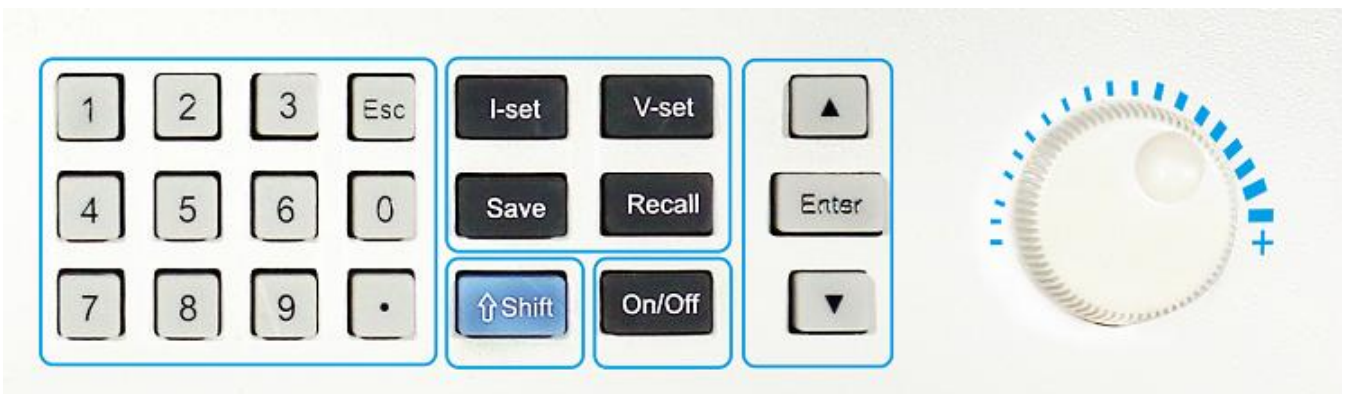 1 2 3 Esc I-set V-set ▲
4 5 6 0 Save Recall Enter
7 8 9 . ⇧Shift On/Off ▼
- +